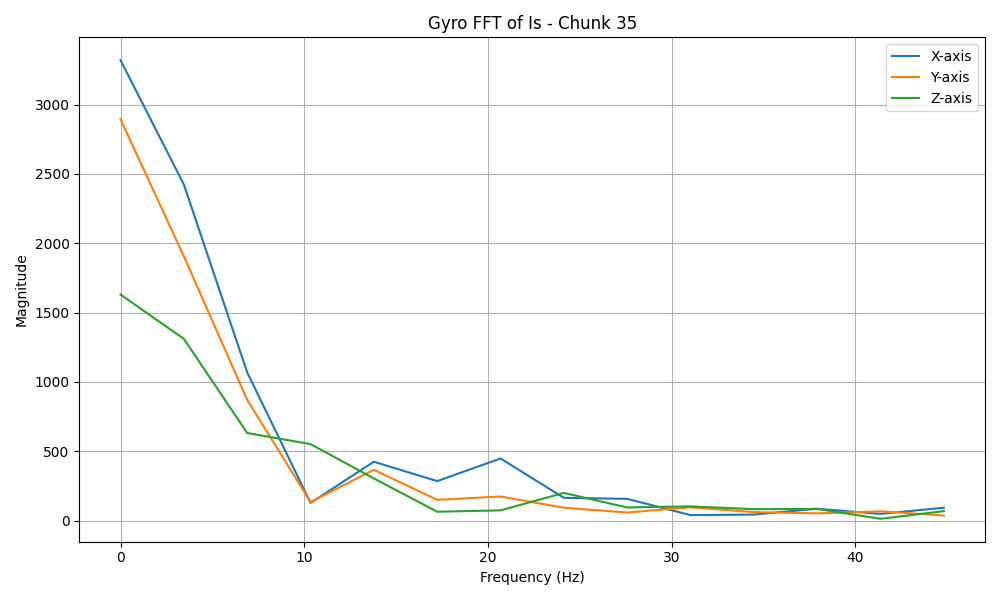 Gyro FFT of Is - Chunk 35
X-axis
Y-axis
Z-axis
Magnitude
3000
2500
2000
1500
1000
500
0
0 10 20 30 40
Frequency (Hz)